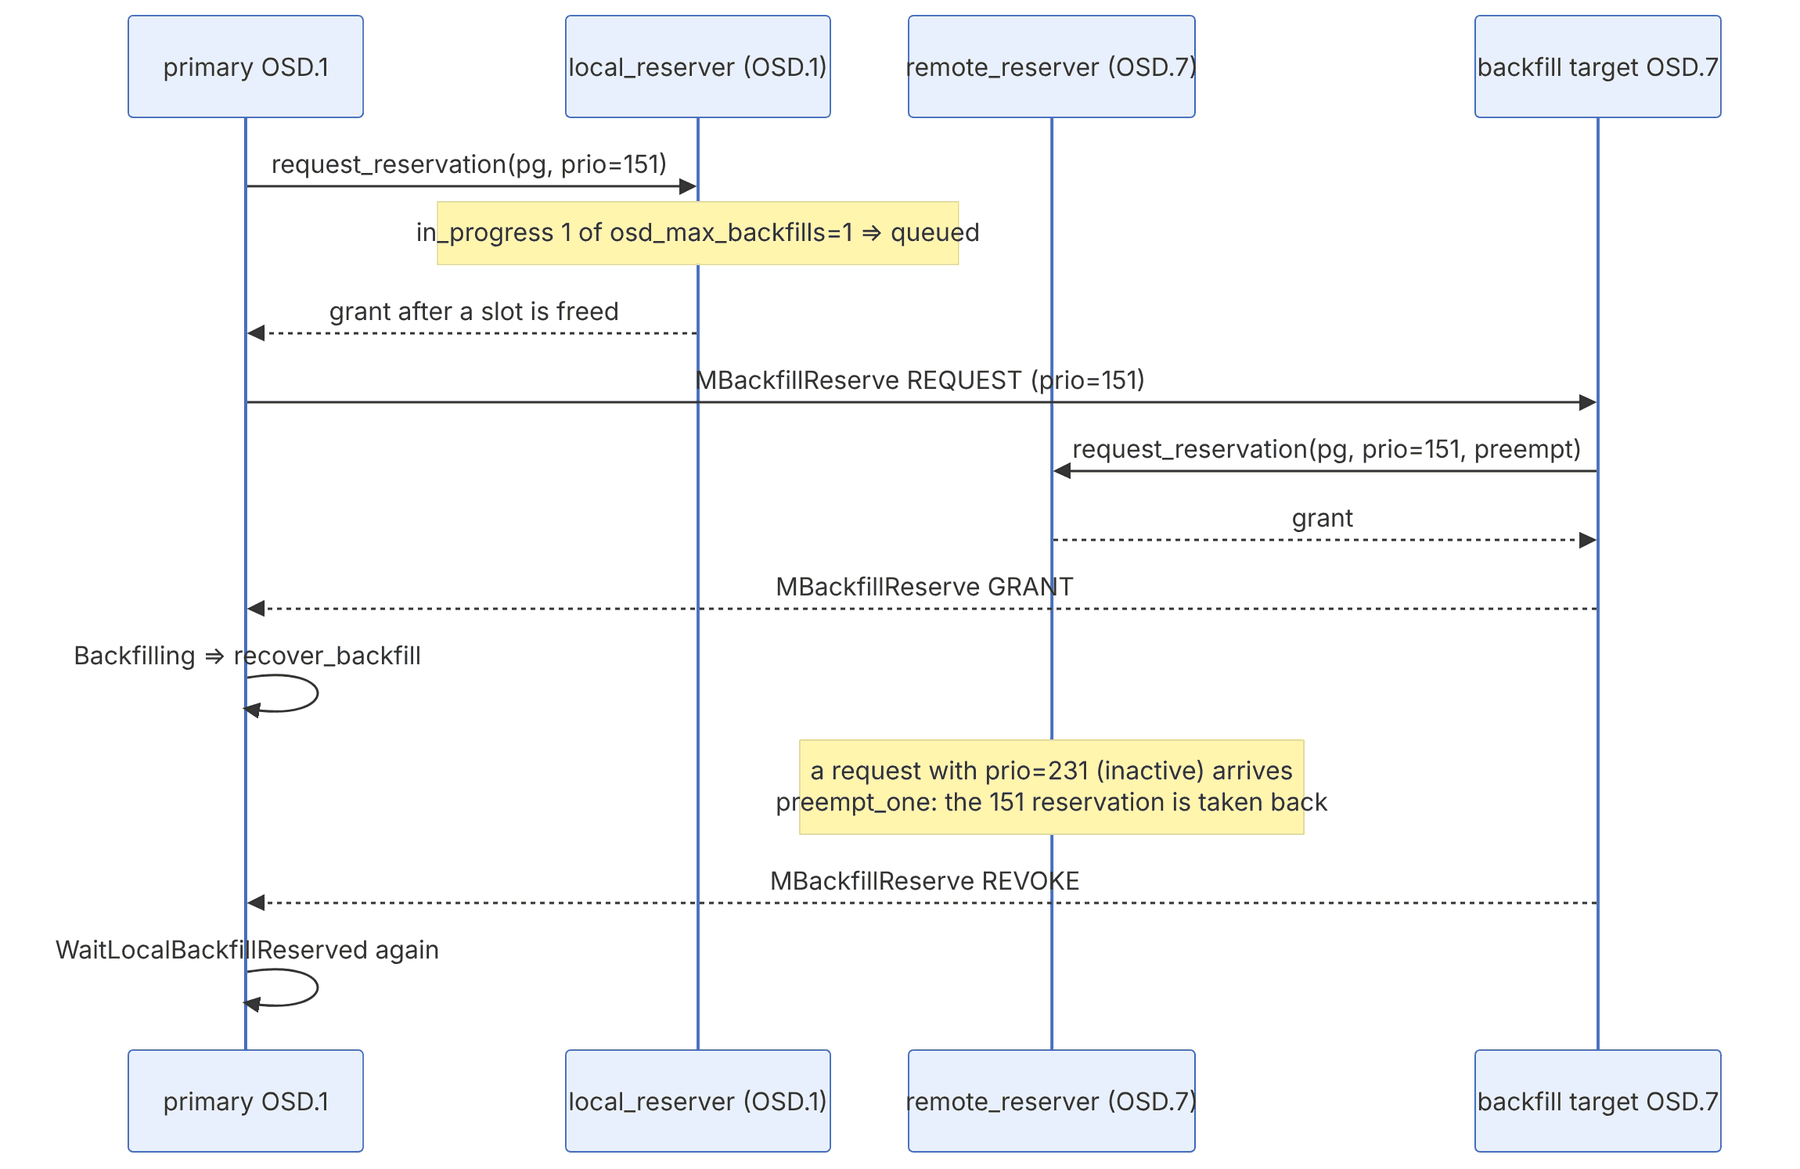 primary OSD.1
local_reserver (OSD.1)
remote_reserver (OSD.7)
backfill target OSD.7
request_reservation(pg, prio=151)
in_progress 1 of osd_max_backfills=1 ⇒ queued
grant after a slot is freed
MBackfillReserve REQUEST (prio=151)
request_reservation(pg, prio=151, preempt)
grant
MBackfillReserve GRANT
Backfilling ⇒ recover_backfill
a request with prio=231 (inactive) arrives
preempt_one: the 151 reservation is taken back
MBackfillReserve REVOKE
WaitLocalBackfillReserved again
primary OSD.1
local_reserver (OSD.1)
remote_reserver (OSD.7)
backfill target OSD.7